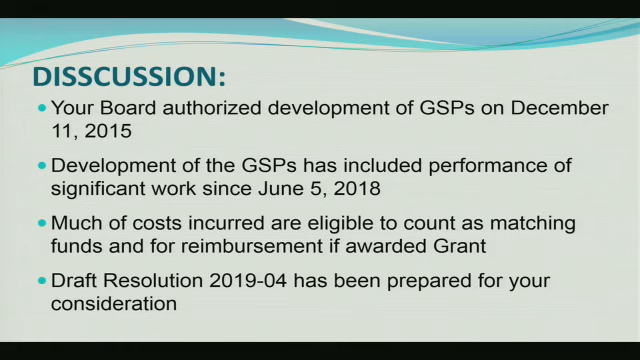 DISSCUSSION:
• Your Board authorized development of GSPs on December
11, 2015
• Development of the GSPs has included performance of
significant work since June 5, 2018
• Much of costs incurred are eligible to count as matching
funds and for reimbursement if awarded Grant
• Draft Resolution 2019-04 has been prepared for your
consideration